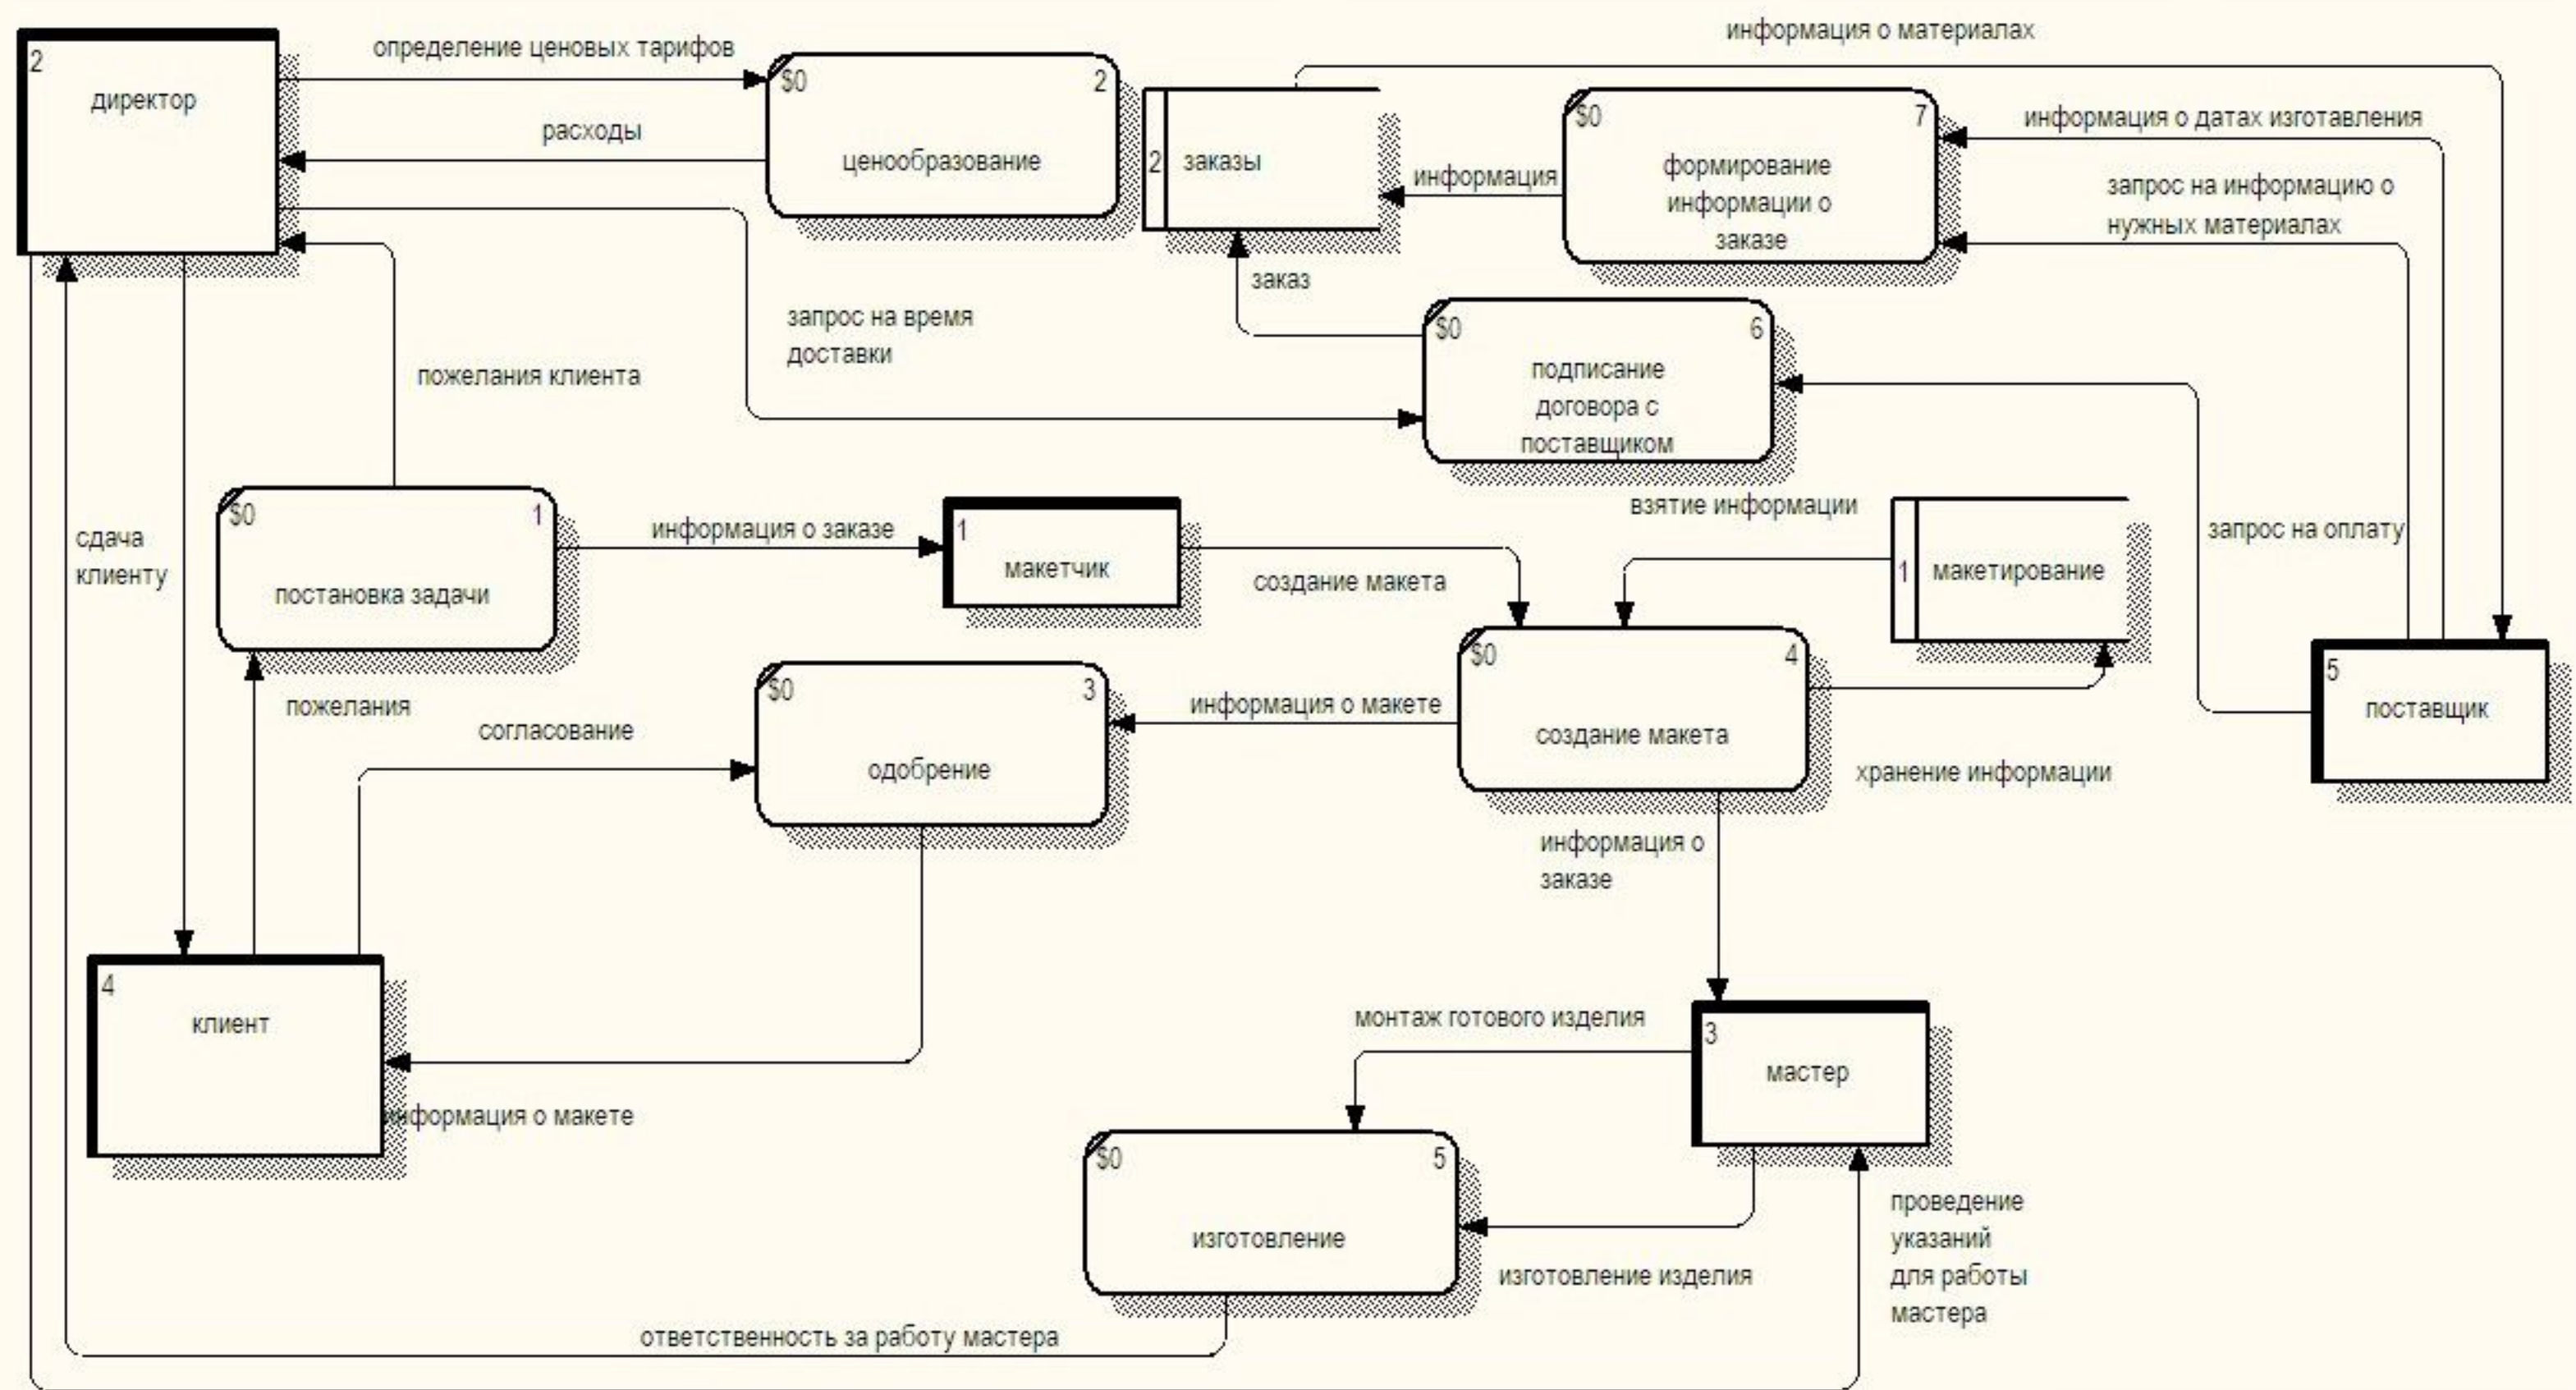 информация о материалах
определение ценовых тарифов
2
директор
$0
2
ценообразование
расходы
2
заказы
информация
$0
7
формирование
информации о
заказе
информация о датах изготавления
запрос на информацию о
нужных материалах
заказ
запрос на время
доставки
$0
6
подписание
договора с
поставщиком
пожелания клиента
$0
1
постановка задачи
информация о заказе
1
макетчик
создание макета
взятие информации
1
макетирование
запрос на оплату
сдача
клиенту
5
поставщик
пожелания
согласование
$0
3
одобрение
информация о макете
$0
4
создание макета
хранение информации
информация о
заказе
4
клиент
информация о макете
монтаж готового изделия
3
мастер
$0
5
изготовление
изготовление изделия
проведение
указаний
для работы
мастера
ответственность за работу мастера